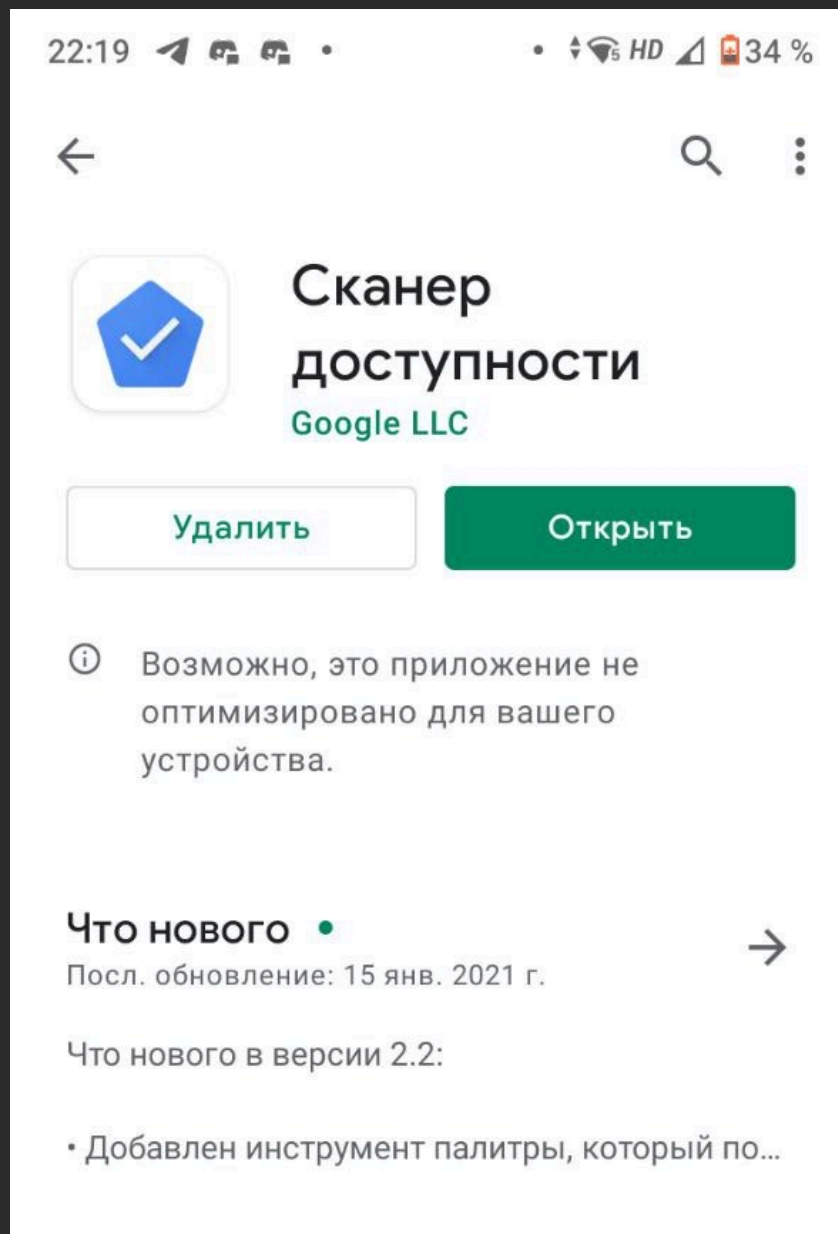 22:19 HD 34 %
Сканер
доступности
Google LLC
Удалить Открыть
Возможно, это приложение не
оптимизировано для вашего
устройства.
Что нового
Посл. обновление: 15 янв. 2021 г.
Что нового в версии 2.2:
• Добавлен инструмент палитры, который по...